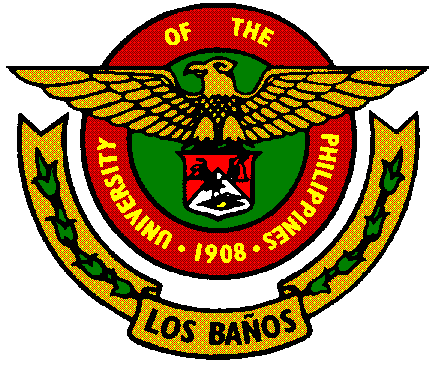 UNIVERSITY OF THE PHILIPPINES
• 1908 •
LOS BAÑOS